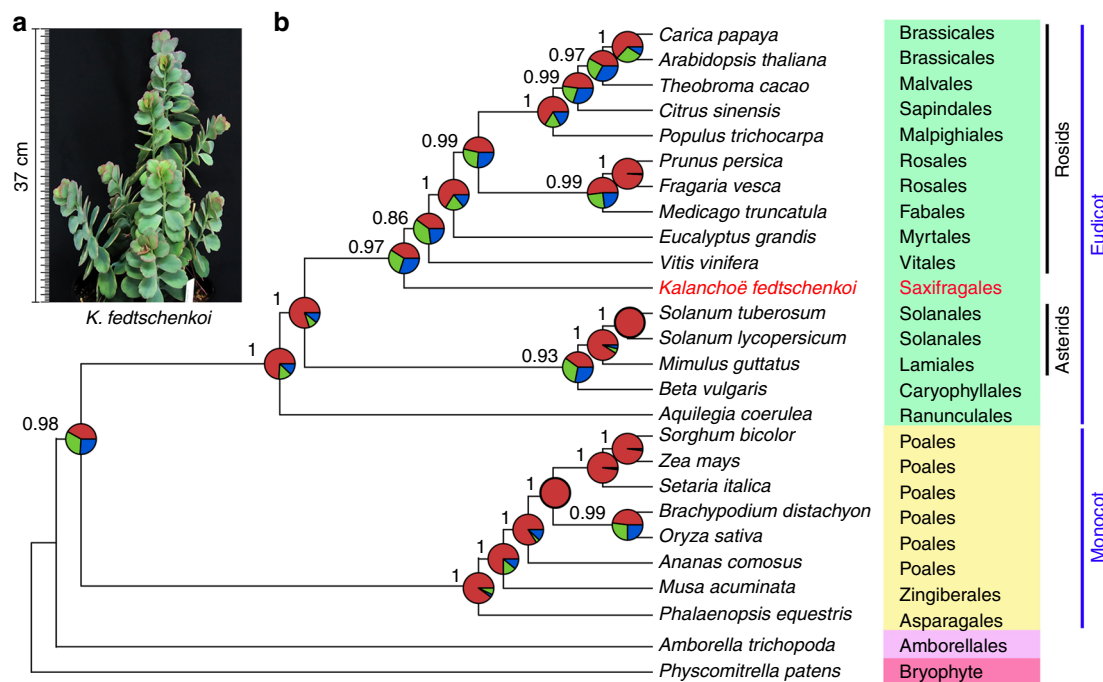 a
37 cm
K. fedtschenkoi
b
1
0.97
0.99
1
0.99
1
0.99
1
0.86
0.97
1
1
1
1
0.93
0.98
1
1
1
0.99
1
1
1
Carica papaya Brassicales
Arabidopsis thaliana Brassicales
Theobroma cacao Malvales
Citrus sinensis Sapindales
Populus trichocarpa Malpighiales
Prunus persica Rosales
Fragaria vesca Rosales
Medicago truncatula Fabales
Eucalyptus grandis Myrtales
Vitis vinifera Vitales
Kalanchoë fedtschenkoi Saxifragales
Solanum tuberosum Solanales
Solanum lycopersicum Solanales
Mimulus guttatus Lamiales
Beta vulgaris Caryophyllales
Aquilegia coerulea Ranunculales
Sorghum bicolor Poales
Zea mays Poales
Setaria italica Poales
Brachypodium distachyon Poales
Oryza sativa Poales
Ananas comosus Poales
Musa acuminata Zingiberales
Phalaenopsis equestris Asparagales
Amborella trichopoda Amborellales
Physcomitrella patens Bryophyte
Rosids
Asterids
Eudicot
Monocot